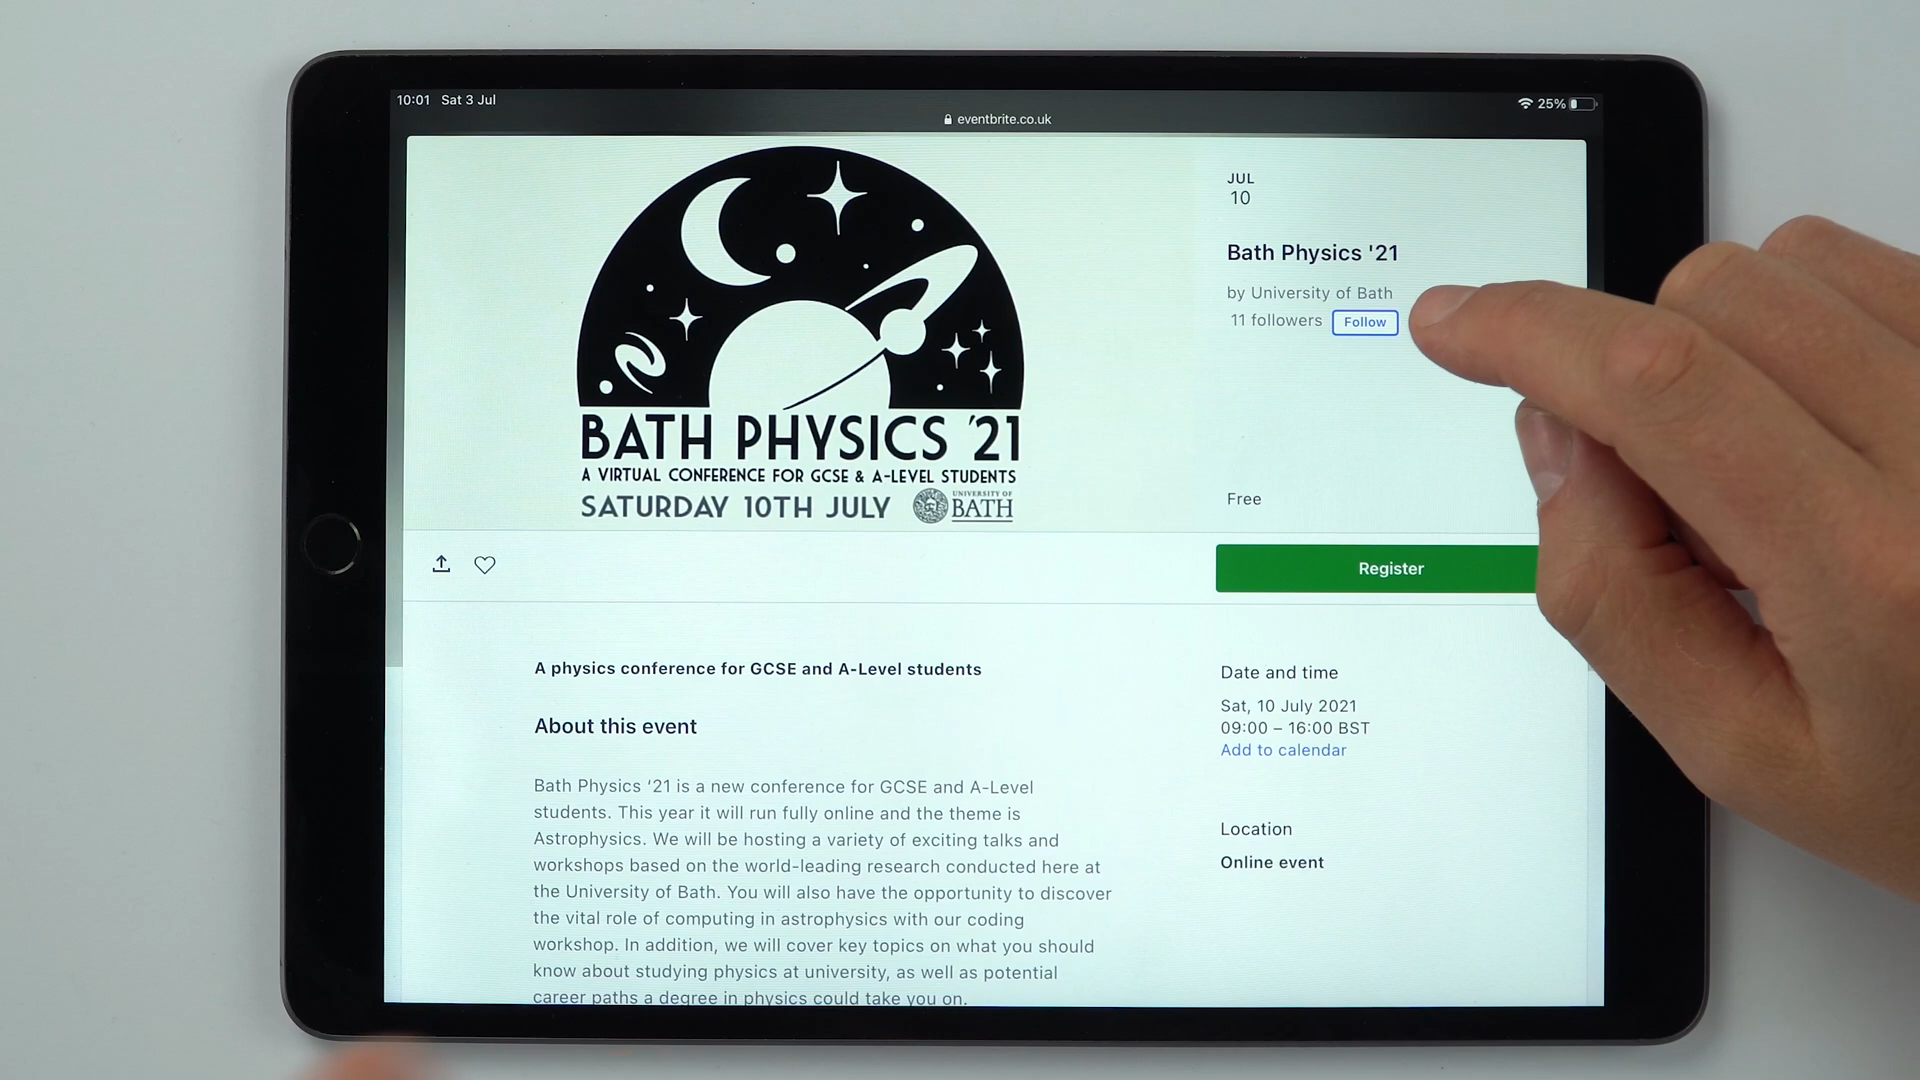 10:01 Sat 3 Jul
25%
eventbrite.co.uk
BATH PHYSICS '21
A VIRTUAL CONFERENCE FOR GCSE & A-LEVEL STUDENTS
SATURDAY 10TH JULY
UNIVERSITY OF
BATH
JUL
10
Bath Physics '21
by University of Bath
11 followers Follow
Free
Register
A physics conference for GCSE and A-Level students
About this event
Bath Physics ‘21 is a new conference for GCSE and A-Level
students. This year it will run fully online and the theme is
Astrophysics. We will be hosting a variety of exciting talks and
workshops based on the world-leading research conducted here at
the University of Bath. You will also have the opportunity to discover
the vital role of computing in astrophysics with our coding
workshop. In addition, we will cover key topics on what you should
know about studying physics at university, as well as potential
career paths a degree in physics could take you on.
Date and time
Sat, 10 July 2021
09:00 – 16:00 BST
Add to calendar
Location
Online event